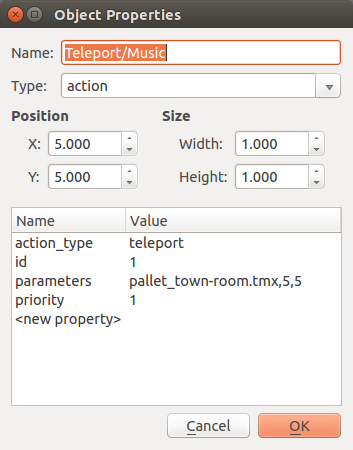 Object Properties
Name: Teleport/Music
Type: action
Position Size
X: 5.000 Width: 1.000
Y: 5.000 Height: 1.000
Name Value
action_type teleport
id 1
parameters pallet_town-room.tmx,5,5
priority 1
<new property>
Cancel OK